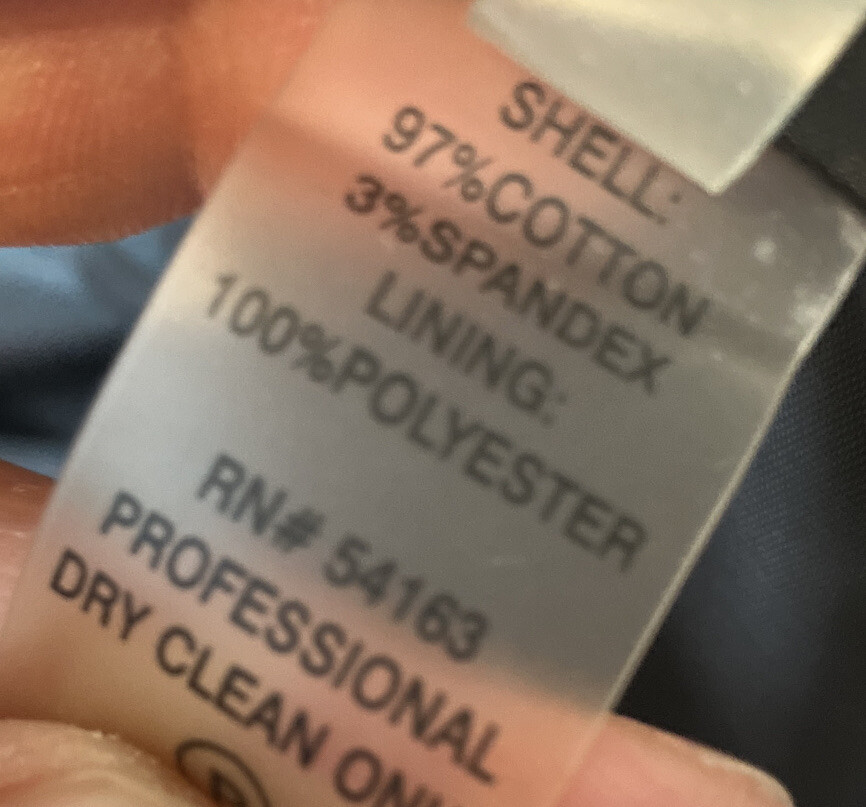 SHELL:
97%COTTON
3%SPANDEX
LINING:
100%POLYESTER
RN# 54163
PROFESSIONAL
DRY CLEAN ONLY
P